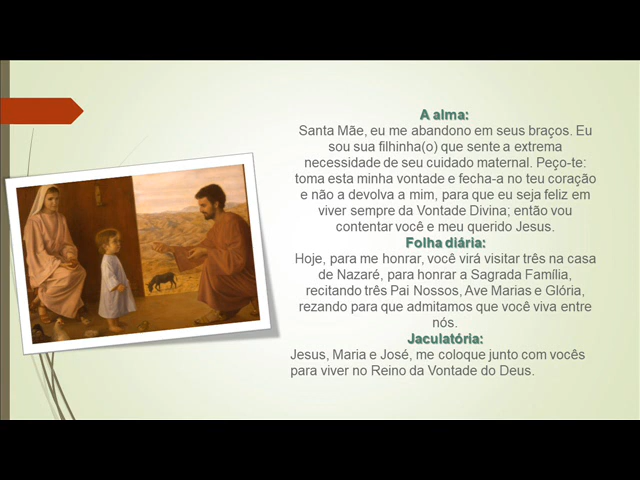 A alma:
Santa Mãe, eu me abandono em seus braços. Eu
sou sua filhinha(o) que sente a extrema
necessidade de seu cuidado maternal. Peço-te:
toma esta minha vontade e fecha-a no teu coração
e não a devolva a mim, para que eu seja feliz em
viver sempre da Vontade Divina; então vou
contentar você e meu querido Jesus.
Folha diária:
Hoje, para me honrar, você virá visitar três na casa
de Nazaré, para honrar a Sagrada Família,
recitando três Pai Nossos, Ave Marias e Glória,
rezando para que admitamos que você viva entre
nós.
Jaculatória:
Jesus, Maria e José, me coloque junto com vocês
para viver no Reino da Vontade do Deus.